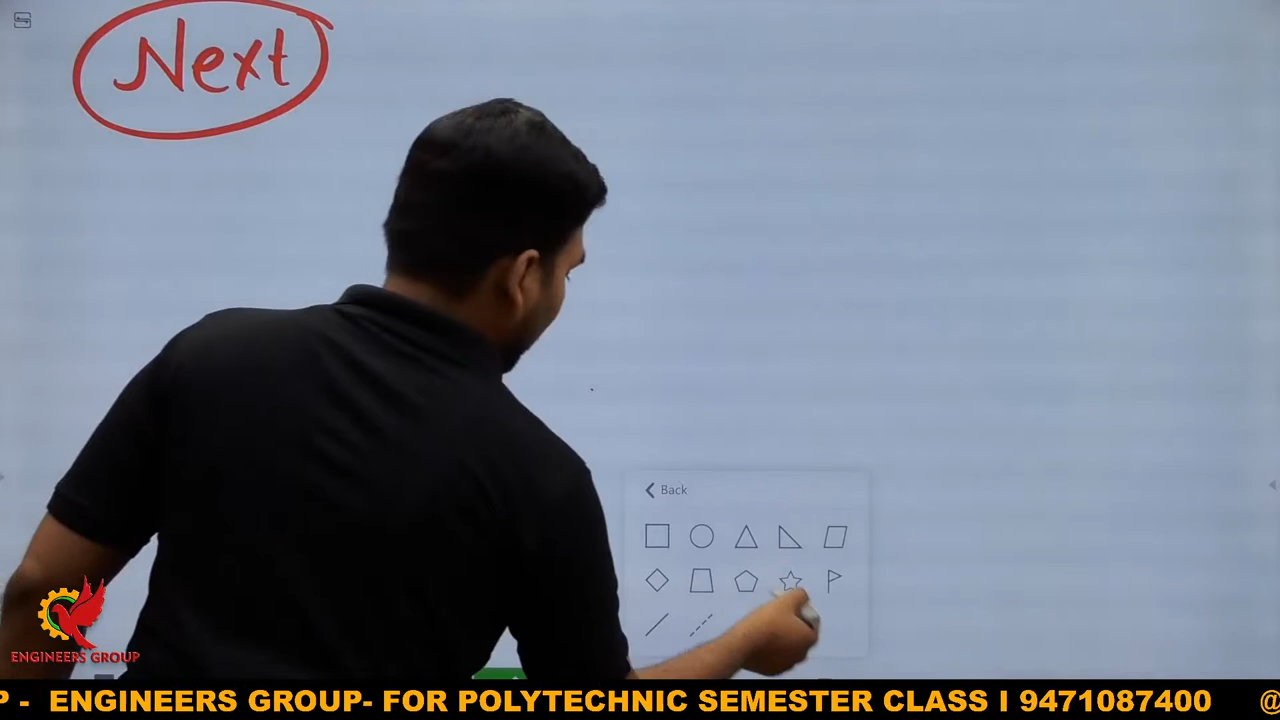 Next
Back
ENGINEERS GROUP
P - ENGINEERS GROUP- FOR POLYTECHNIC SEMESTER CLASS I 9471087400 @